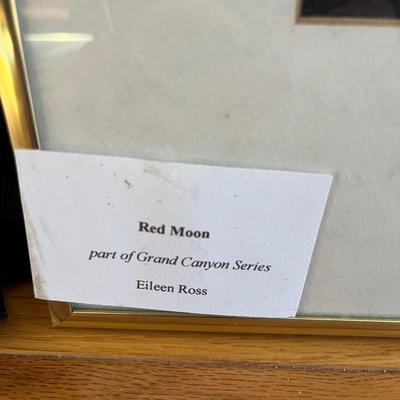 Red Moon
part of Grand Canyon Series
Eileen Ross